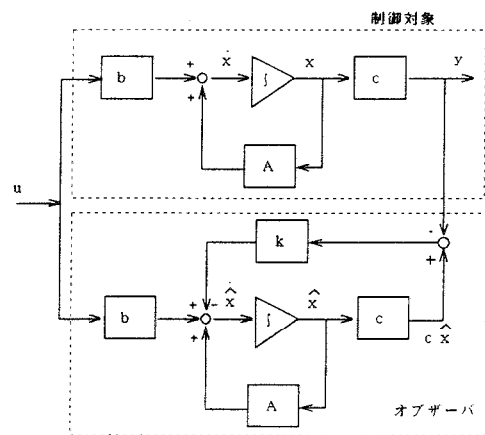 制御対象
b + ẋ ∫ x c y
+
A
u
k -
+
b + - x̂̇ ∫ x̂ c
+ c x̂
A
オブザーバ